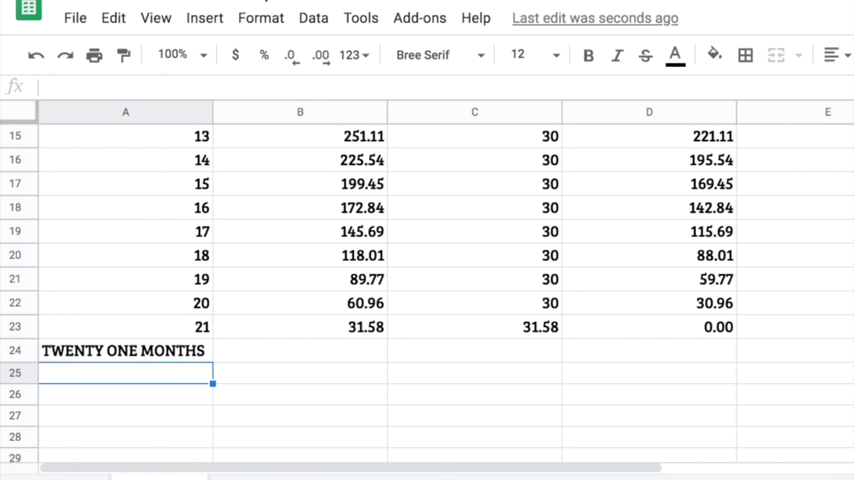 File Edit View Insert Format Data Tools Add-ons Help Last edit was seconds ago
100% $ % .0 .00 123 Bree Serif 12 B I S A
fx
A B C D E
15 13 251.11 30 221.11
16 14 225.54 30 195.54
17 15 199.45 30 169.45
18 16 172.84 30 142.84
19 17 145.69 30 115.69
20 18 118.01 30 88.01
21 19 89.77 30 59.77
22 20 60.96 30 30.96
23 21 31.58 31.58 0.00
24 TWENTY ONE MONTHS
25
26
27
28
29